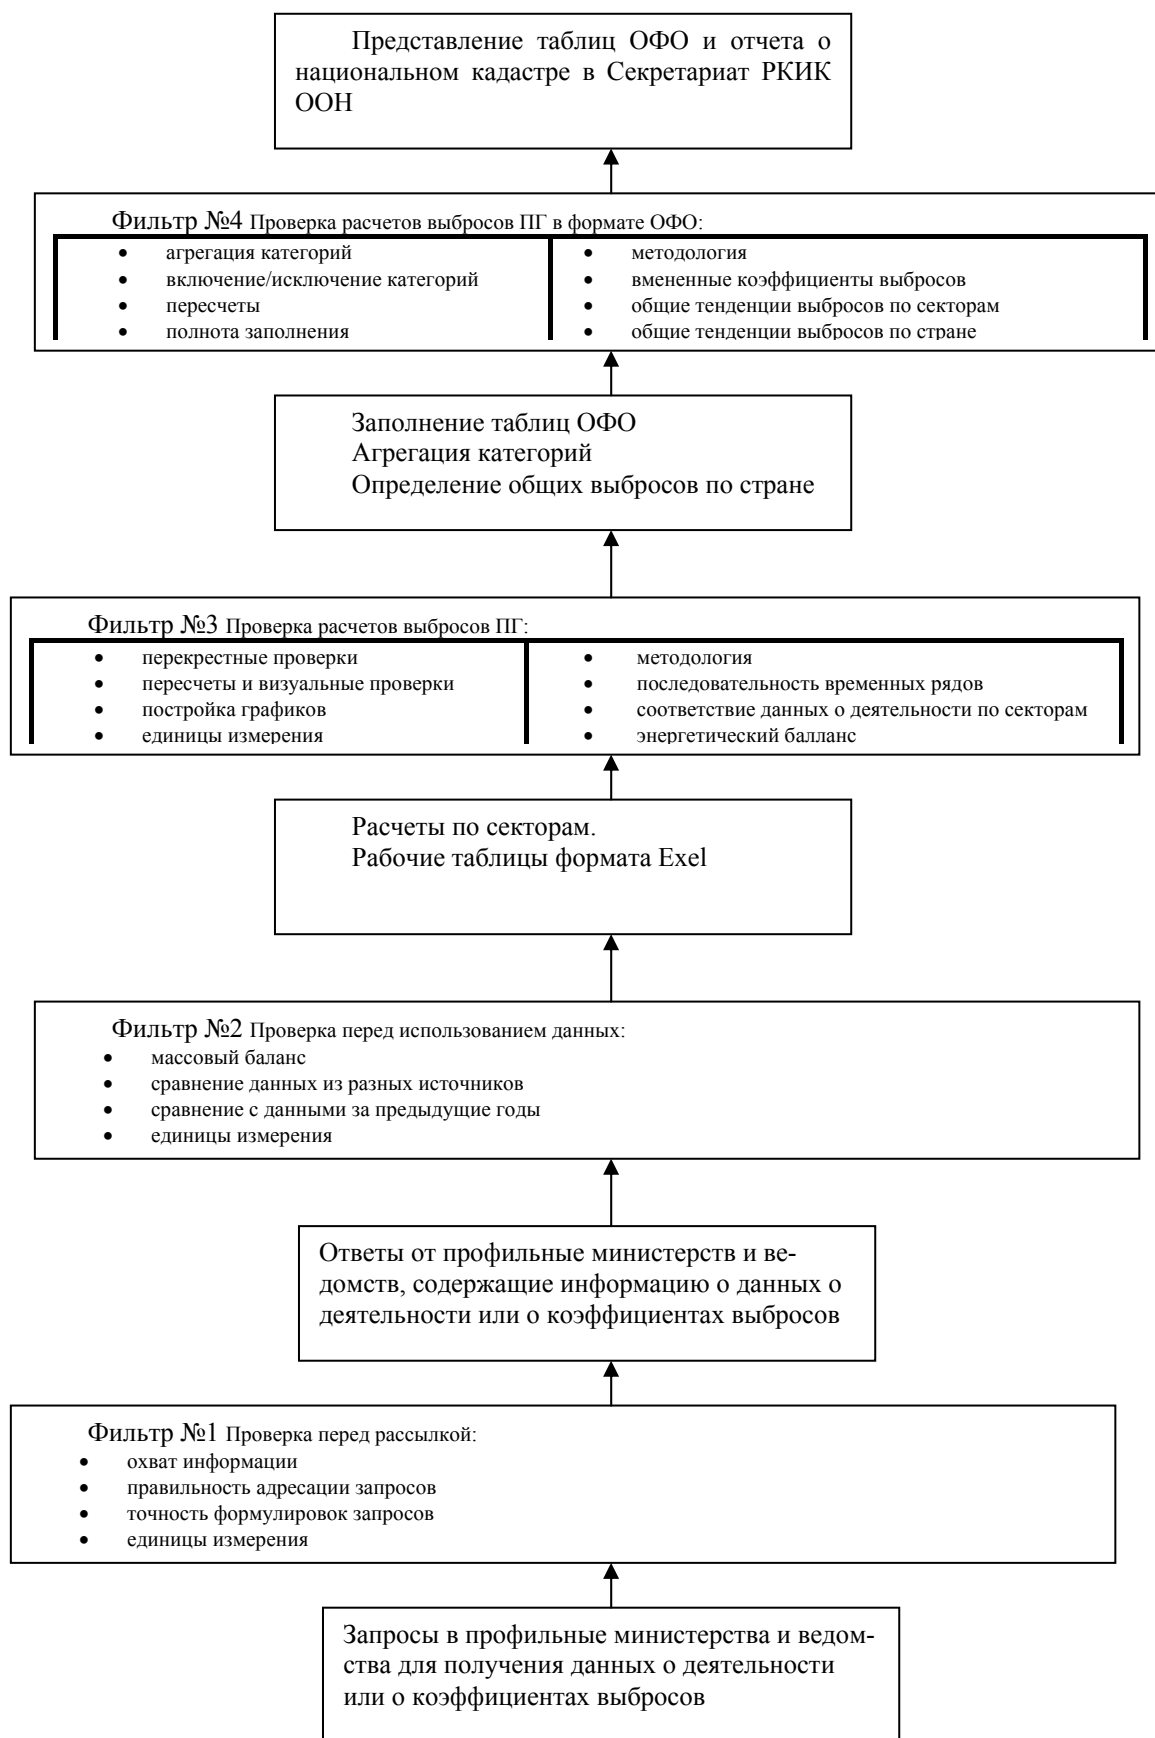 Представление таблиц ОФО и отчета о
национальном кадастре в Секретариат РКИК
ООН
Фильтр №4 Проверка расчетов выбросов ПГ в формате ОФО:
• агрегация категорий
• включение/исключение категорий
• пересчеты
• полнота заполнения
• методология
• вмененные коэффициенты выбросов
• общие тенденции выбросов по секторам
• общие тенденции выбросов по стране
Заполнение таблиц ОФО
Агрегация категорий
Определение общих выбросов по стране
Фильтр №3 Проверка расчетов выбросов ПГ:
• перекрестные проверки
• пересчеты и визуальные проверки
• постройка графиков
• единицы измерения
• методология
• последовательность временных рядов
• соответствие данных о деятельности по секторам
• энергетический балланс
Расчеты по секторам.
Рабочие таблицы формата Exel
Фильтр №2 Проверка перед использованием данных:
• массовый баланс
• сравнение данных из разных источников
• сравнение с данными за предыдущие годы
• единицы измерения
Ответы от профильные министерств и ве-
домств, содержащие информацию о данных о
деятельности или о коэффициентах выбросов
Фильтр №1 Проверка перед рассылкой:
• охват информации
• правильность адресации запросов
• точность формулировок запросов
• единицы измерения
Запросы в профильные министерства и ведом-
ства для получения данных о деятельности
или о коэффициентах выбросов